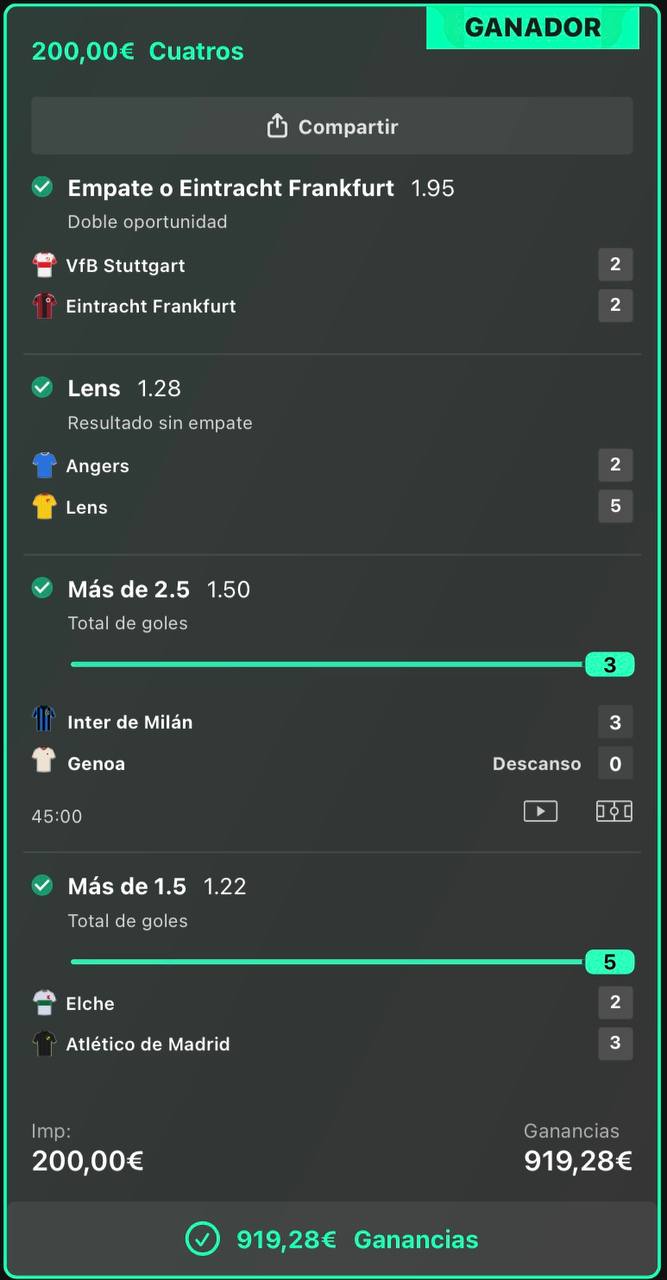 GANADOR
200,00€ Cuatros
Compartir
Empate o Eintracht Frankfurt 1.95
Doble oportunidad
VfB Stuttgart 2
Eintracht Frankfurt 2
Lens 1.28
Resultado sin empate
Angers 2
Lens 5
Más de 2.5 1.50
Total de goles
3
Inter de Milán 3
Genoa Descanso 0
45:00
Más de 1.5 1.22
Total de goles
5
Elche 2
Atlético de Madrid 3
Imp: Ganancias
200,00€ 919,28€
919,28€ Ganancias